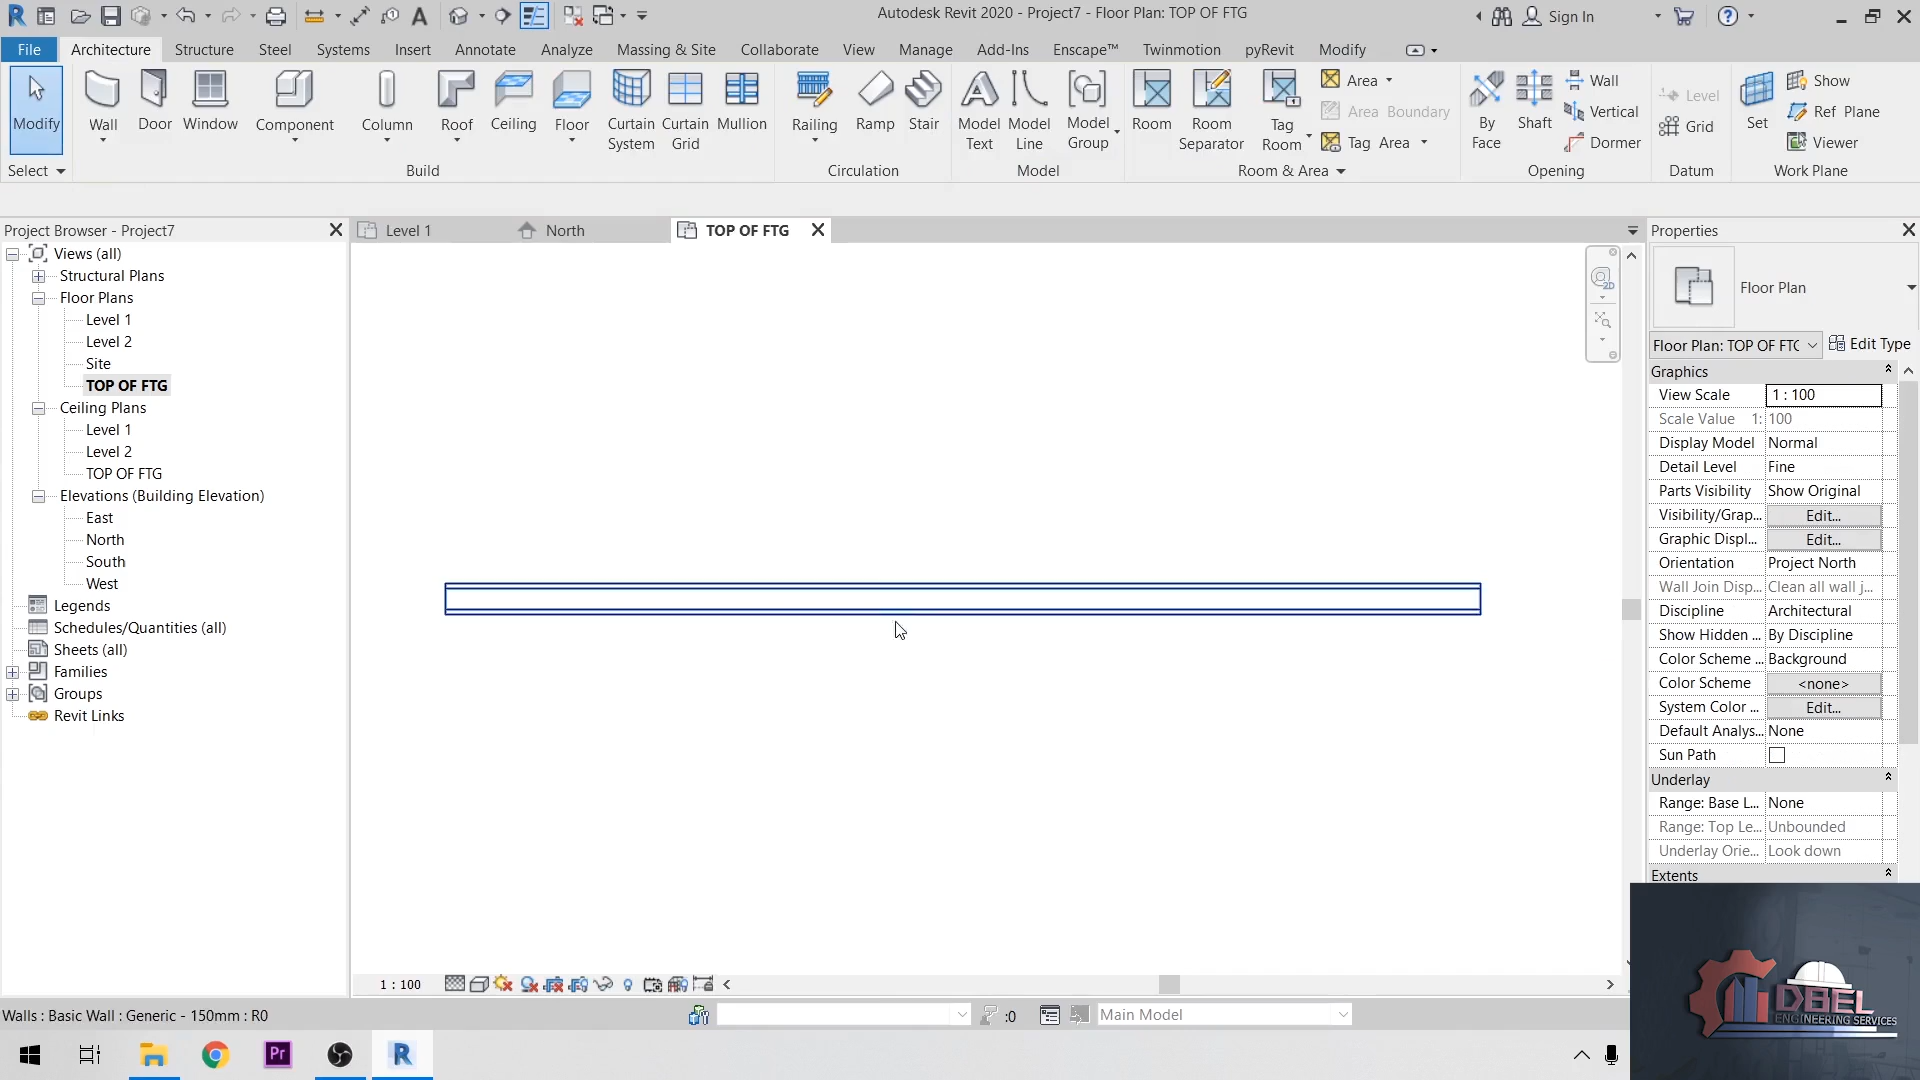 Autodesk Revit 2020 - Project7 - Floor Plan: TOP OF FTG
Sign In
File Architecture Structure Steel Systems Insert Annotate Analyze Massing & Site Collaborate View Manage Add-Ins Enscape™ Twinmotion pyRevit Modify
Modify
Wall
Door
Window
Component
Column
Roof
Ceiling
Floor
Curtain System
Curtain Grid
Mullion
Railing
Ramp
Stair
Model Text
Model Line
Model Group
Room
Room Separator
Tag Room
Area
Area Boundary
Tag Area
By Face
Shaft
Wall
Vertical
Dormer
Level
Grid
Set
Show
Ref Plane
Viewer
Select Build Circulation Model Room & Area Opening Datum Work Plane
Project Browser - Project7
Views (all)
Structural Plans
Floor Plans
Level 1
Level 2
Site
TOP OF FTG
Ceiling Plans
Level 1
Level 2
TOP OF FTG
Elevations (Building Elevation)
East
North
South
West
Legends
Schedules/Quantities (all)
Sheets (all)
Families
Groups
Revit Links
Level 1 North TOP OF FTG
2D
Properties
Floor Plan
Floor Plan: TOP OF FTG Edit Type
Graphics
View Scale 1 : 100
Scale Value 1: 100
Display Model Normal
Detail Level Fine
Parts Visibility Show Original
Visibility/Grap... Edit...
Graphic Displ... Edit...
Orientation Project North
Wall Join Disp... Clean all wall j...
Discipline Architectural
Show Hidden ... By Discipline
Color Scheme ... Background
Color Scheme <none>
System Color ... Edit...
Default Analys... None
Sun Path
Underlay
Range: Base L... None
Range: Top Le... Unbounded
Underlay Orie... Look down
Extents
1 : 100
Walls : Basic Wall : Generic - 150mm : R0
:0
Main Model
Pr
R
DBEL
ENGINEERING SERVICES